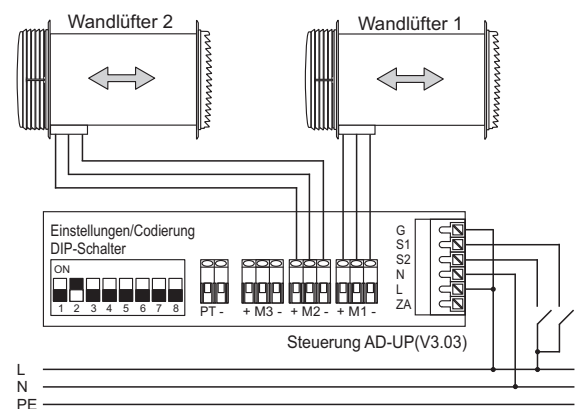 Wandlüfter 2
Wandlüfter 1
Einstellungen/Codierung
DIP-Schalter
ON
1 2 3 4 5 6 7 8
PT - + M3 - + M2 - + M1 -
G
S1
S2
N
L
ZA
Steuerung AD-UP(V3.03)
L
N
PE